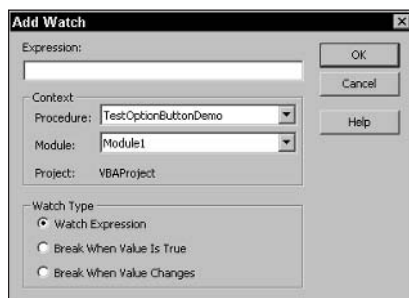 Add Watch
Expression:
OK
Cancel
Help
Context
Procedure: TestOptionButtonDemo
Module: Module1
Project: VBAProject
Watch Type
Watch Expression
Break When Value Is True
Break When Value Changes